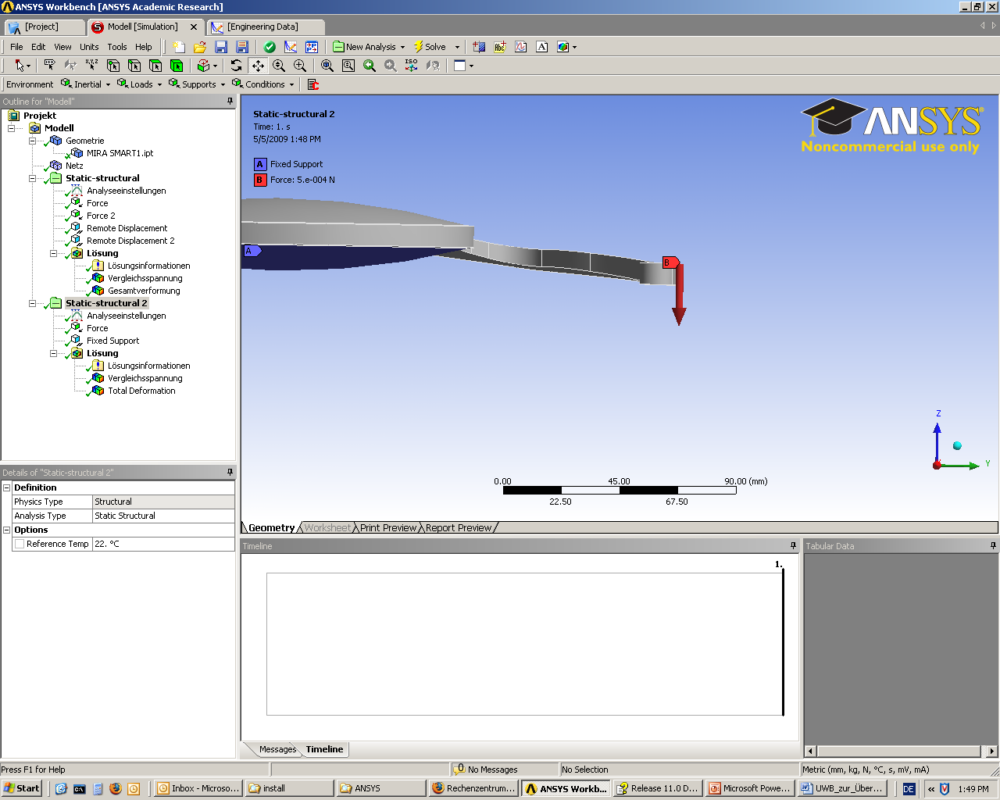 ANSYS Workbench [ANSYS Academic Research]
[Project]
Modell [Simulation]
[Engineering Data]
File Edit View Units Tools Help
New Analysis
Solve
ISO
Environment Inertial Loads Supports Conditions
Outline for "Modell"
Projekt
Modell
Geometrie
MIRA SMART1.ipt
Netz
Static-structural
Analyseeinstellungen
Force
Force 2
Remote Displacement
Remote Displacement 2
Lösung
Lösungsinformationen
Vergleichsspannung
Gesamtverformung
Static-structural 2
Analyseeinstellungen
Force
Fixed Support
Lösung
Lösungsinformationen
Vergleichsspannung
Total Deformation
Details of "Static-structural 2"
Definition
Physics Type Structural
Analysis Type Static Structural
Options
Reference Temp 22. °C
Static-structural 2
Time: 1. s
5/5/2009 1:48 PM
A Fixed Support
B Force: 5.e-004 N
ANSYS
Noncommercial use only
A
B
Z
Y
0.00 45.00 90.00 (mm)
22.50 67.50
Geometry Worksheet Print Preview Report Preview
Timeline
1.
Messages Timeline
Tabular Data
Press F1 for Help
No Messages
No Selection
Metric (mm, kg, N, °C, s, mV, mA)
Start
Inbox - Microso...
install
ANSYS
Rechenzentrum...
ANSYS Workb...
Release 11.0 D...
Microsoft Powe...
UWB_zur_Über...
DE
1:49 PM